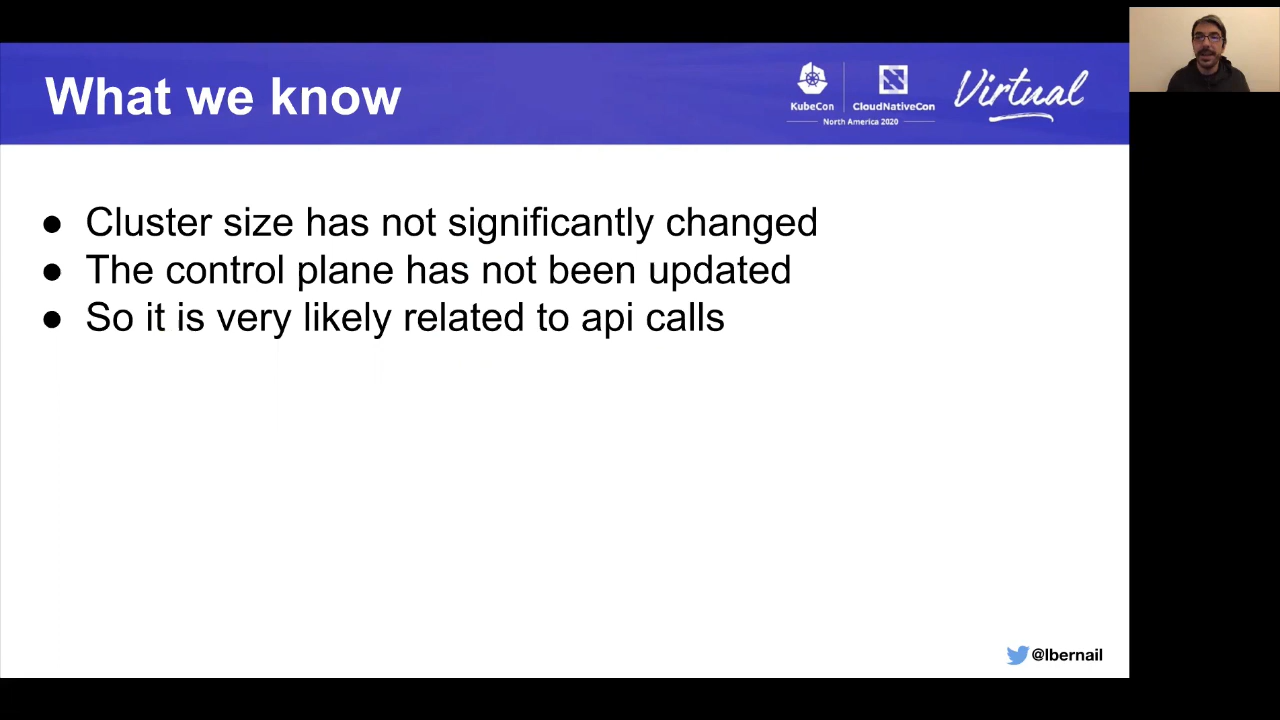 What we know
KubeCon
CloudNativeCon
North America 2020
Virtual
● Cluster size has not significantly changed
● The control plane has not been updated
● So it is very likely related to api calls
@lbernail